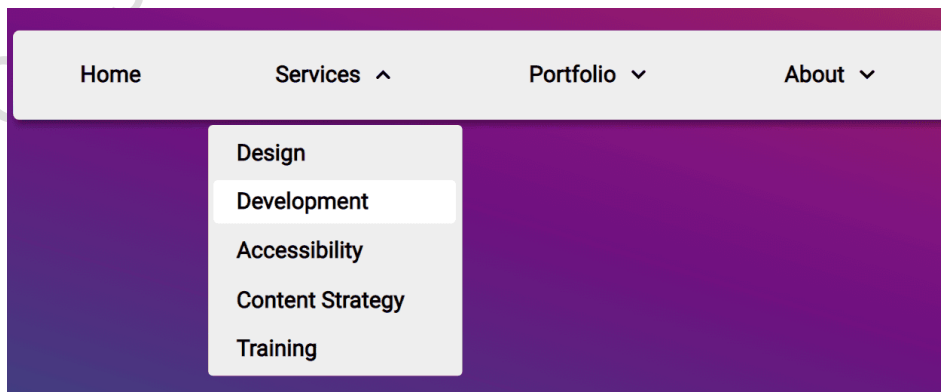 Home Services Portfolio About
Design
Development
Accessibility
Content Strategy
Training